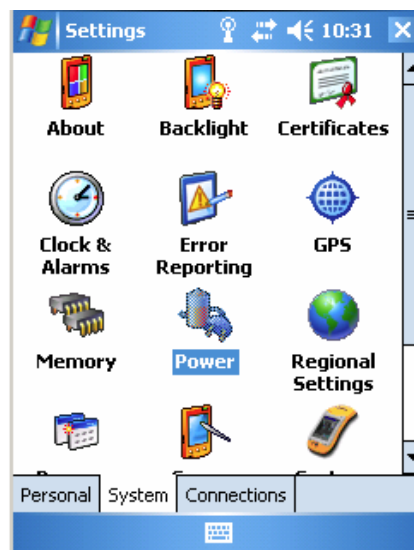 Settings 10:31
About Backlight Certificates
Clock & Error GPS
Alarms Reporting
Memory Power Regional
Settings
Personal System Connections